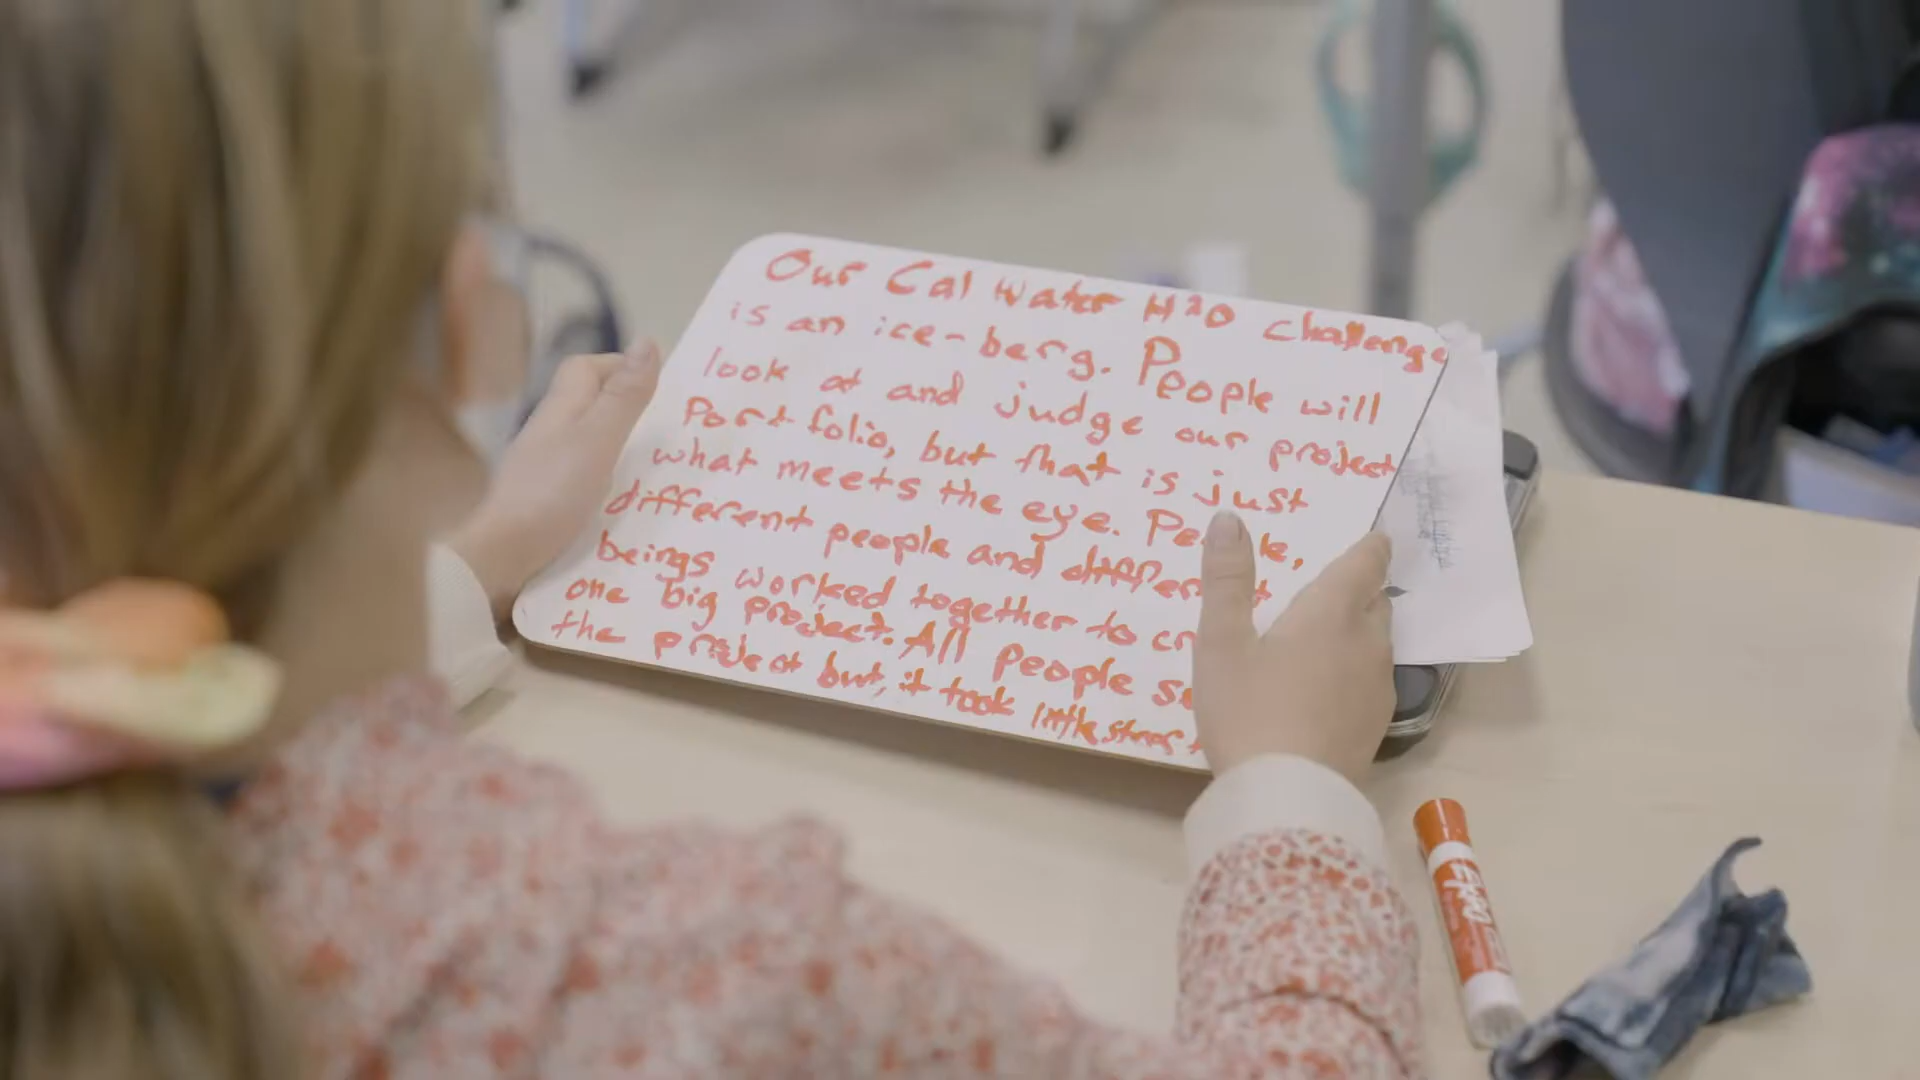 Our Cal Water H2O challenge
is an ice-berg. People will
look at and judge our project
Portfolio, but that is just
what meets the eye. People,
different people and different
beings worked together to
one big project. All people
the project but, it took little
EXPO